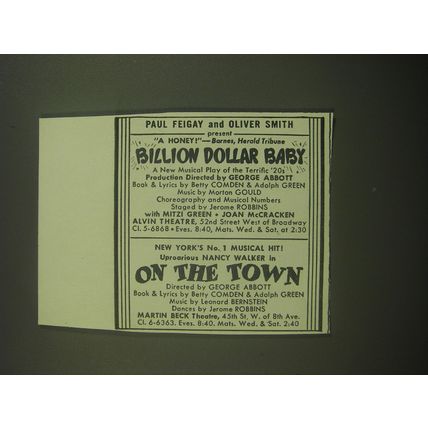 PAUL FEIGAY and OLIVER SMITH
present
"A HONEY!"—Barnes, Herald Tribune
BILLION DOLLAR BABY
A New Musical Play of the Terrific '20s
Production Directed by GEORGE ABBOTT
Book & Lyrics by Betty COMDEN & Adolph GREEN
Music by Morton GOULD
Choreography and Musical Numbers
Staged by Jerome ROBBINS
with MITZI GREEN • JOAN McCRACKEN
ALVIN THEATRE, 52nd Street West of Broadway
CI. 5-6868 • Eves. 8:40, Mats. Wed. & Sat. at 2:30
NEW YORK'S No. 1 MUSICAL HIT!
Uproarious NANCY WALKER in
ON THE TOWN
Directed by GEORGE ABBOTT
Book & Lyrics by Betty COMDEN & Adolph GREEN
Music by Leonard BERNSTEIN
Dances by Jerome ROBBINS
MARTIN BECK Theatre, 45th St. W. of 8th Ave.
CI. 6-6363. Eves. 8:40. Mats. Wed. & Sat. 2:40